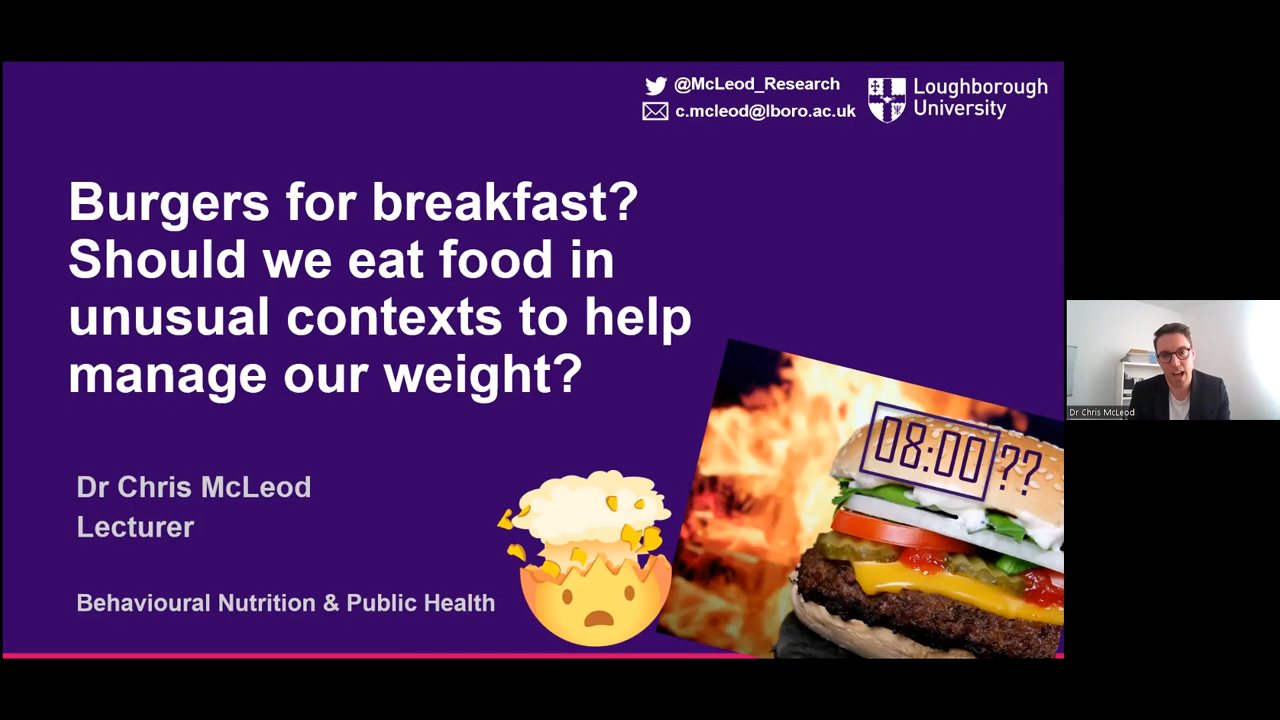 @McLeod_Research
c.mcleod@lboro.ac.uk
Loughborough
University
Burgers for breakfast?
Should we eat food in
unusual contexts to help
manage our weight?
08:00??
Dr Chris McLeod
Lecturer
Behavioural Nutrition & Public Health
Dr Chris McLeod